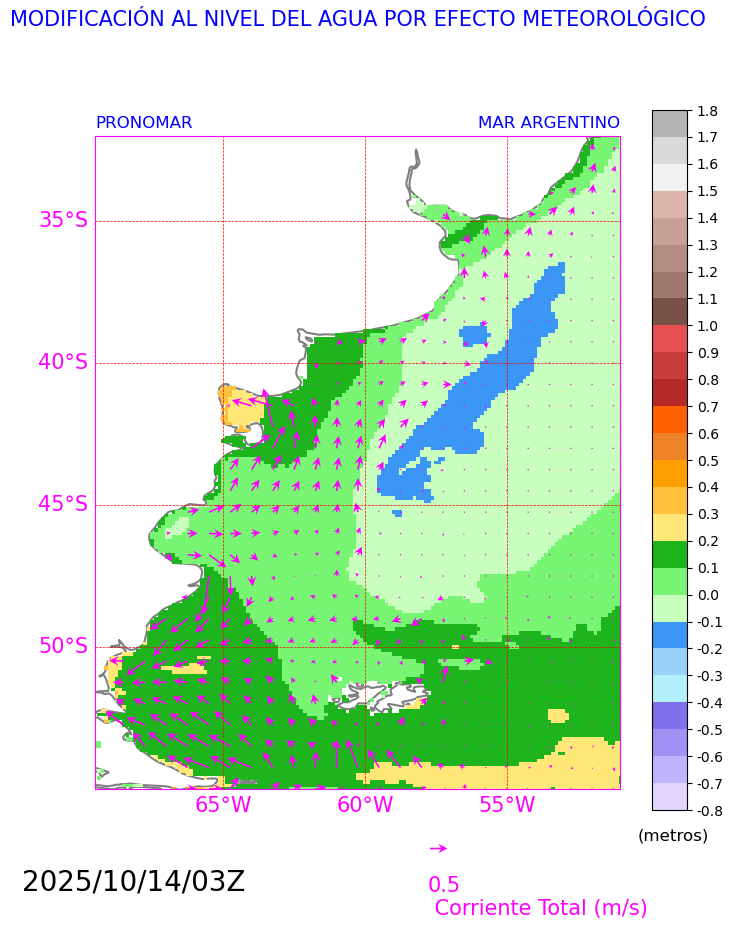 MODIFICACIÓN AL NIVEL DEL AGUA POR EFECTO METEOROLÓGICO
PRONOMAR
MAR ARGENTINO
1.8
1.7
1.6
1.5
1.4
1.3
1.2
1.1
1.0
0.9
0.8
0.7
0.6
0.5
0.4
0.3
0.2
0.1
0.0
-0.1
-0.2
-0.3
-0.4
-0.5
-0.6
-0.7
-0.8
(metros)
35°S
40°S
45°S
50°S
65°W
60°W
55°W
2025/10/14/03Z
0.5
Corriente Total (m/s)